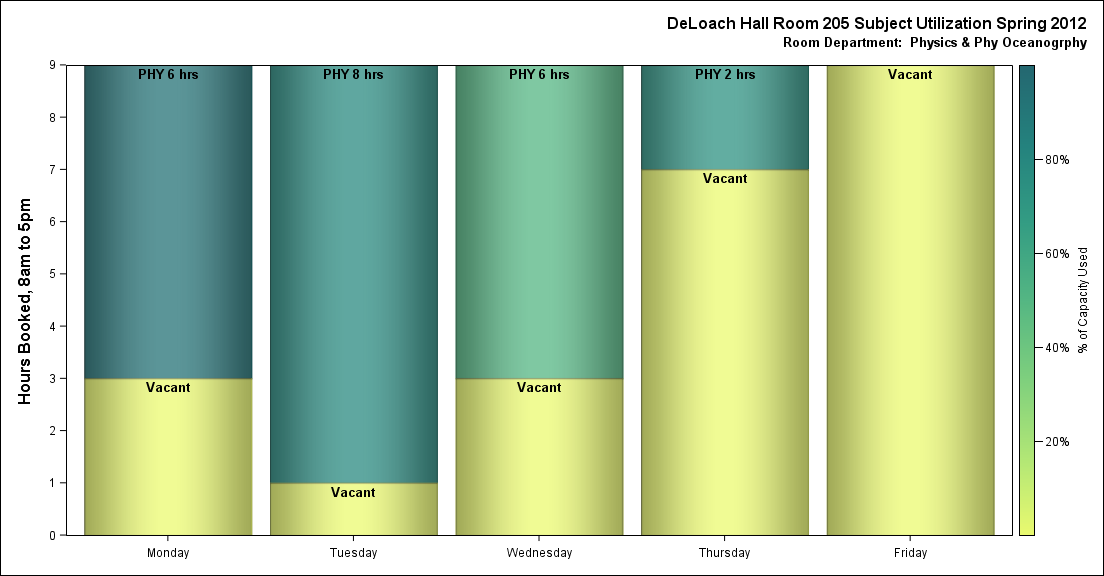 DeLoach Hall Room 205 Subject Utilization Spring 2012
Room Department:  Physics & Phy Oceanogrphy
Hours Booked, 8am to 5pm
9
8
7
6
5
4
3
2
1
0
PHY 6 hrs
Vacant
PHY 8 hrs
Vacant
PHY 6 hrs
Vacant
PHY 2 hrs
Vacant
Vacant
Monday
Tuesday
Wednesday
Thursday
Friday
80%
60%
40%
20%
% of Capacity Used